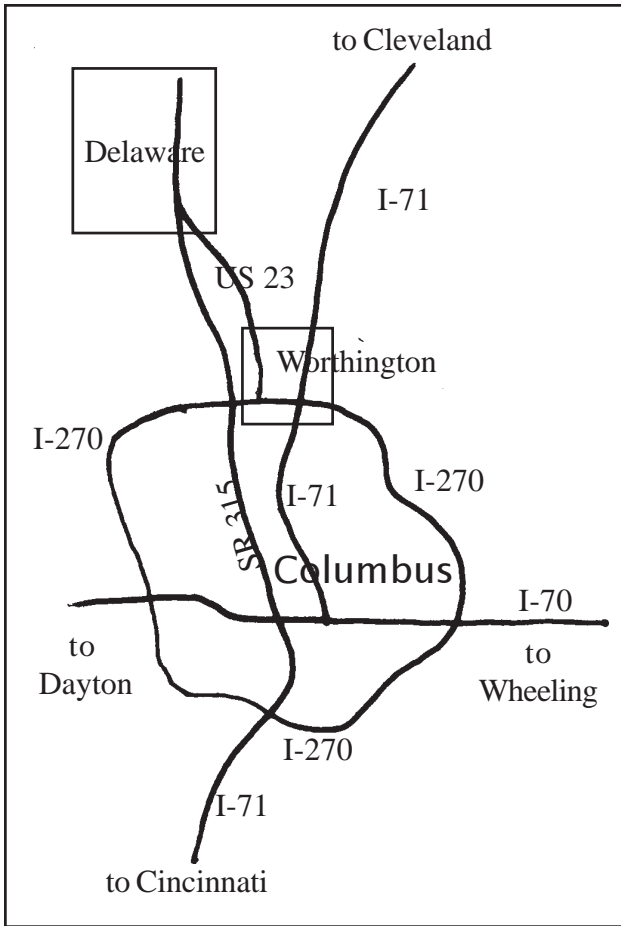 to Cleveland
Delaware
I-71
US 23
Worthington
I-270
I-270
SR 315
I-71
Columbus
I-70
to
Dayton
to
Wheeling
I-270
I-71
to Cincinnati